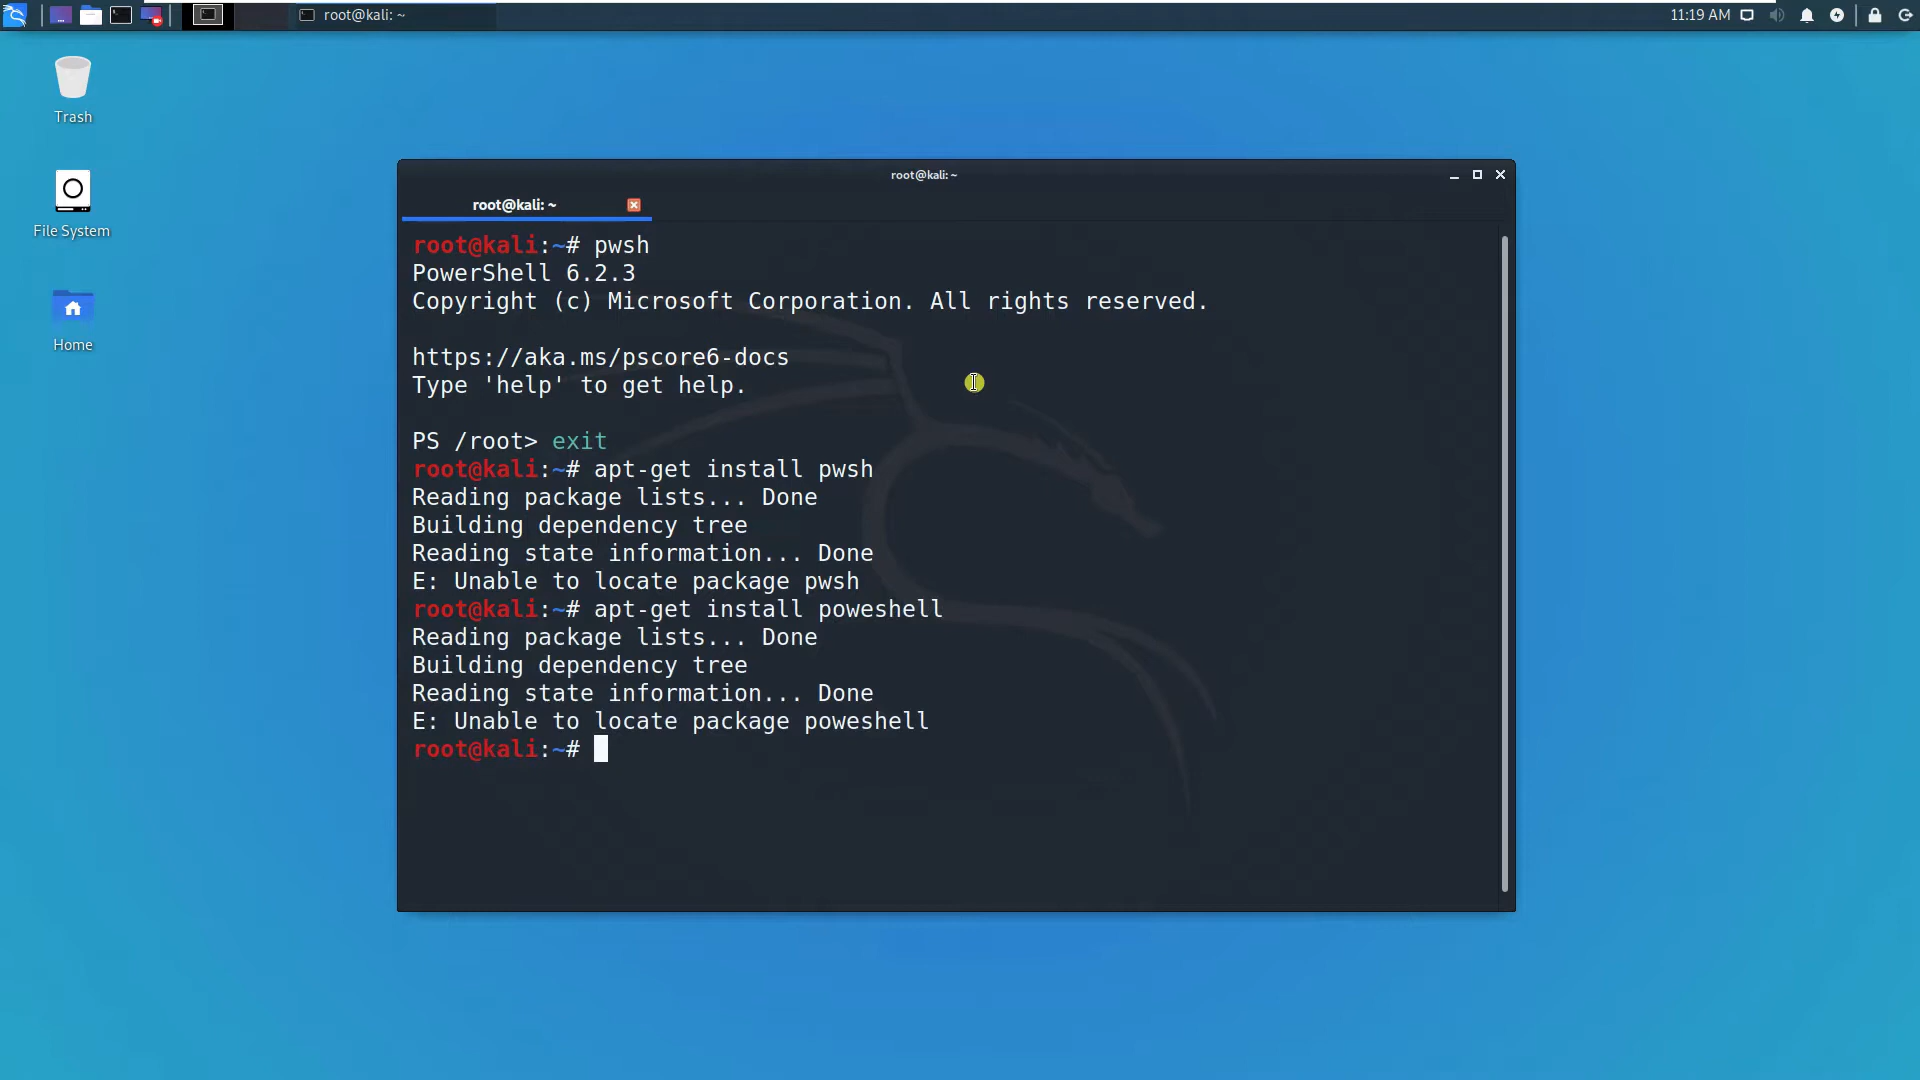 root@kali: ~
11:19 AM
Trash
File System
Home
root@kali: ~
root@kali: ~
root@kali:~# pwsh
PowerShell 6.2.3
Copyright (c) Microsoft Corporation. All rights reserved.
https://aka.ms/pscore6-docs
Type 'help' to get help.
PS /root> exit
root@kali:~# apt-get install pwsh
Reading package lists... Done
Building dependency tree
Reading state information... Done
E: Unable to locate package pwsh
root@kali:~# apt-get install poweshell
Reading package lists... Done
Building dependency tree
Reading state information... Done
E: Unable to locate package poweshell
root@kali:~#